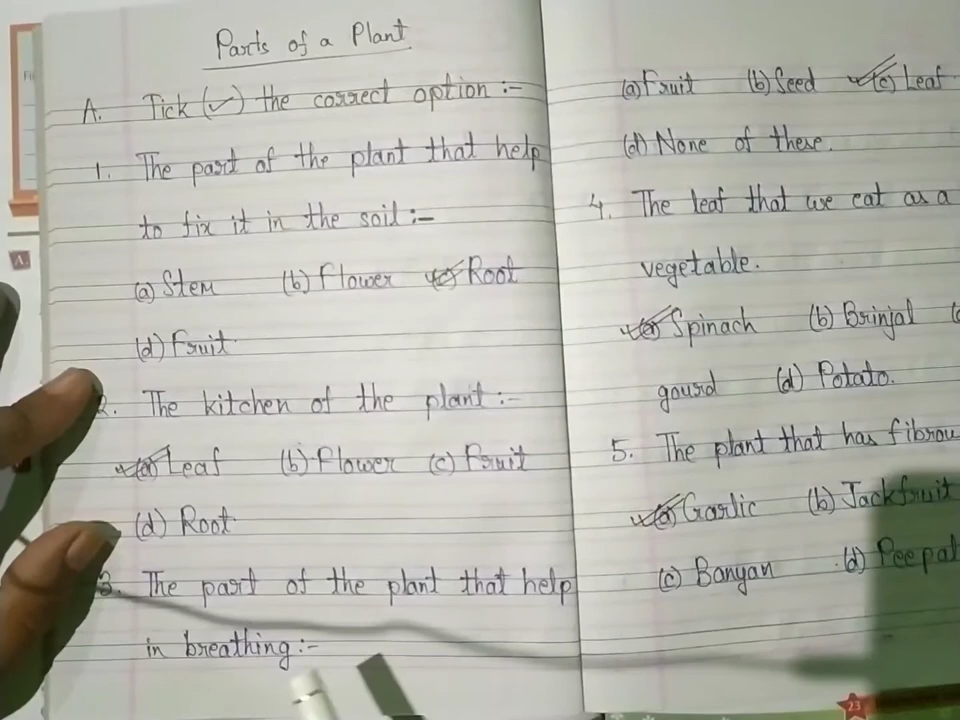 Parts of a Plant
A. Tick (✓) the correct option :-
1. The part of the plant that help
to fix it in the soil :-
(a) Stem (b) Flower (c) Root
(d) Fruit
2. The kitchen of the plant :-
(a) Leaf (b) Flower (c) Fruit
(d) Root
3. The part of the plant that help
in breathing :-
(a) Fruit (b) Seed (c) Leaf
(d) None of these.
4. The leaf that we eat as a
vegetable.
(a) Spinach (b) Brinjal
gourd (d) Potato.
5. The plant that has fibrou
(a) Garlic (b) Jackfruit
(c) Banyan (d) Peepal
A.
23